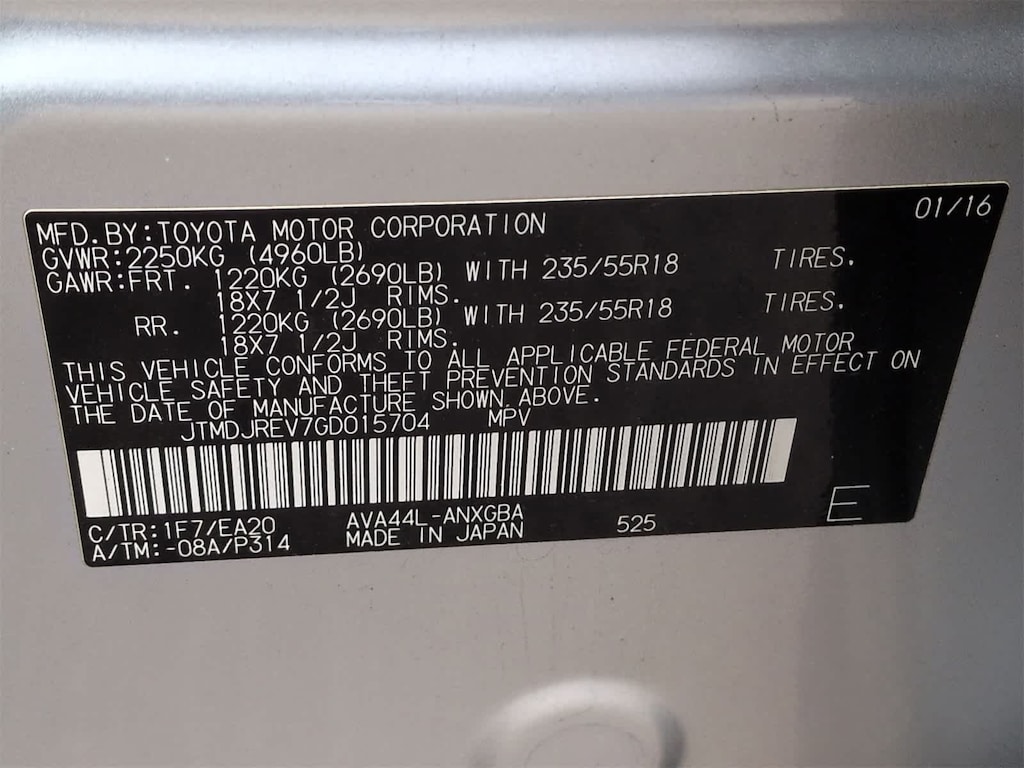 01/16
MFD.BY:TOYOTA MOTOR CORPORATION
GVWR:2250KG (4960LB)
GAWR:FRT. 1220KG (2690LB) WITH 235/55R18 TIRES.
18X7 1/2J RIMS.
RR. 1220KG (2690LB) WITH 235/55R18 TIRES.
18X7 1/2J RIMS.
THIS VEHICLE CONFORMS TO ALL APPLICABLE FEDERAL MOTOR
VEHICLE SAFETY AND THEFT PREVENTION STANDARDS IN EFFECT ON
THE DATE OF MANUFACTURE SHOWN ABOVE.
JTMDJREV7GD015704 MPV
C/TR:1F7/EA20 AVA44L-ANXGBA 525 E
A/TM:-08A/P314 MADE IN JAPAN